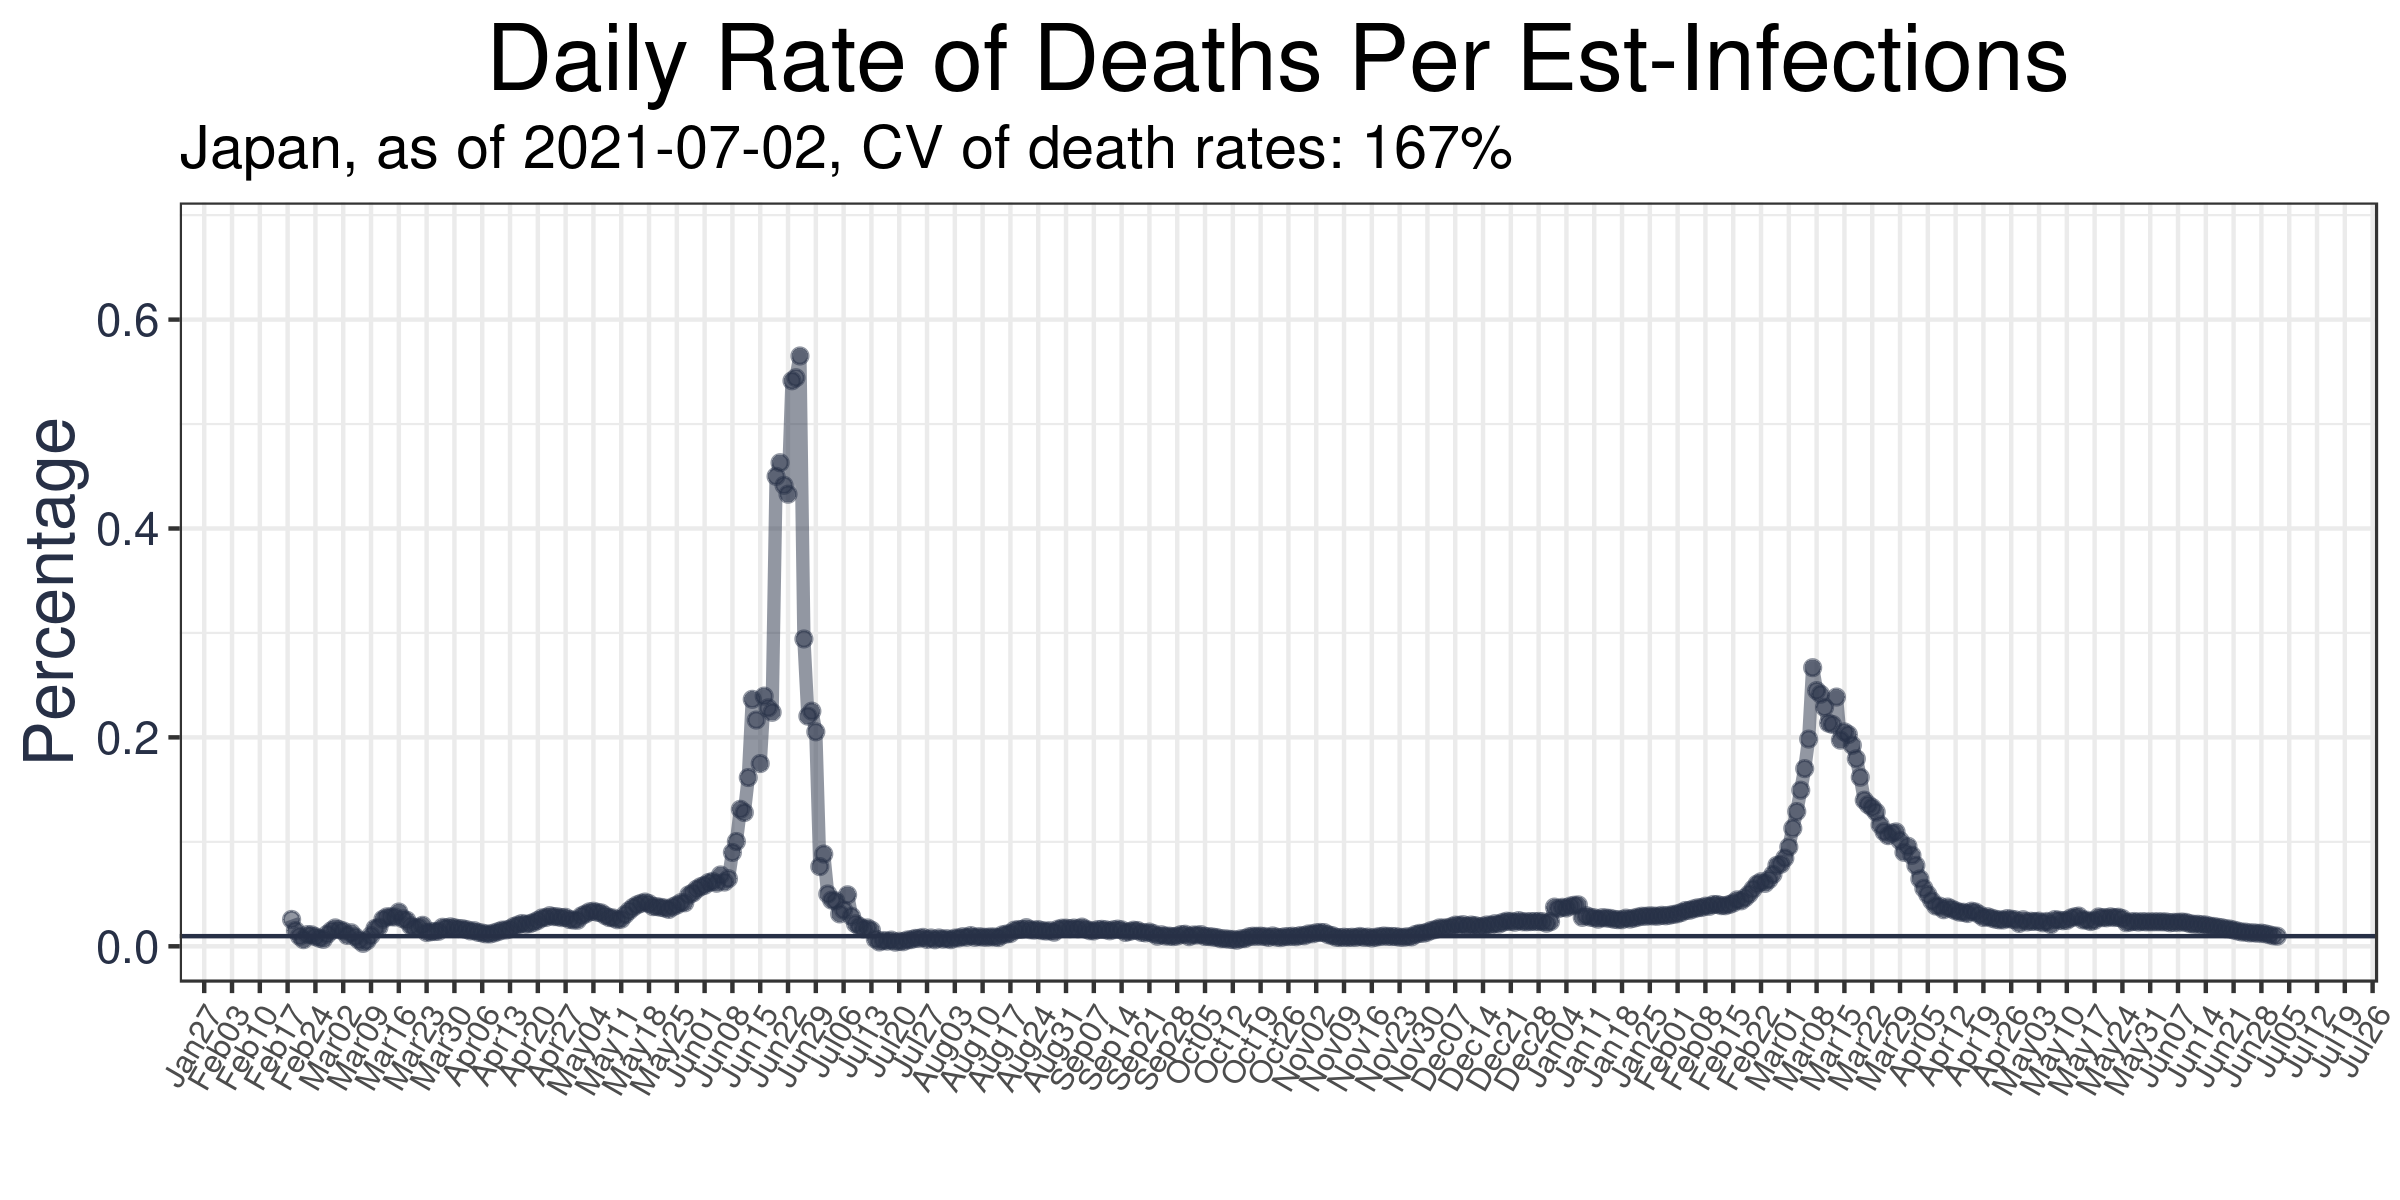 Daily Rate of Deaths Per Est-Infections
Japan, as of 2021-07-02, CV of death rates: 167%
Percentage
0.6
0.4
0.2
0.0
Jan27
Feb03
Feb10
Feb17
Feb24
Mar02
Mar09
Mar16
Mar23
Mar30
Apr06
Apr13
Apr20
Apr27
May04
May11
May18
May25
Jun01
Jun08
Jun15
Jun22
Jun29
Jul06
Jul13
Jul20
Jul27
Aug03
Aug10
Aug17
Aug24
Aug31
Sep07
Sep14
Sep21
Sep28
Oct05
Oct12
Oct19
Oct26
Nov02
Nov09
Nov16
Nov23
Nov30
Dec07
Dec14
Dec21
Dec28
Jan04
Jan11
Jan18
Jan25
Feb01
Feb08
Feb15
Feb22
Mar01
Mar08
Mar15
Mar22
Mar29
Apr05
Apr12
Apr19
Apr26
May03
May10
May17
May24
May31
Jun07
Jun14
Jun21
Jun28
Jul05
Jul12
Jul19
Jul26